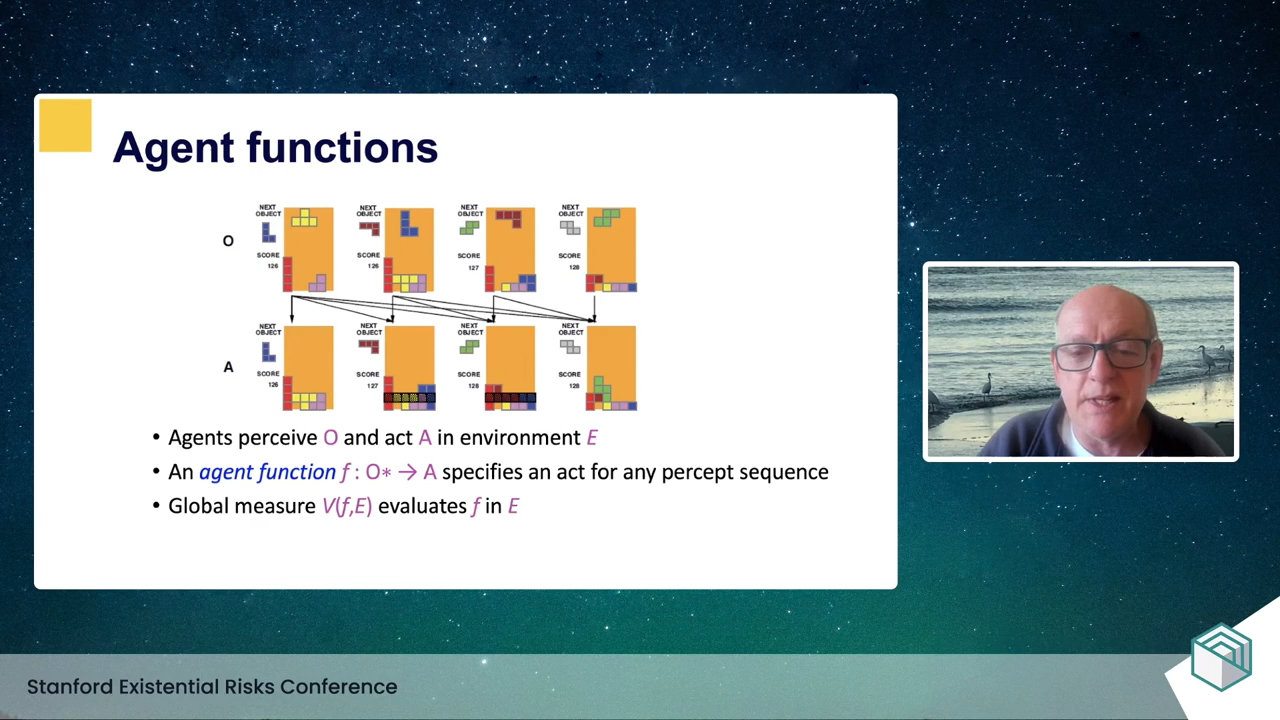 Agent functions
NEXT OBJECT
NEXT OBJECT
NEXT OBJECT
NEXT OBJECT
O
SCORE
126
SCORE
126
SCORE
127
SCORE
128
NEXT OBJECT
NEXT OBJECT
NEXT OBJECT
NEXT OBJECT
A
SCORE
126
SCORE
127
SCORE
128
SCORE
128
• Agents perceive O and act A in environment E
• An agent function f : O* → A specifies an act for any percept sequence
• Global measure V(f,E) evaluates f in E
Stanford Existential Risks Conference